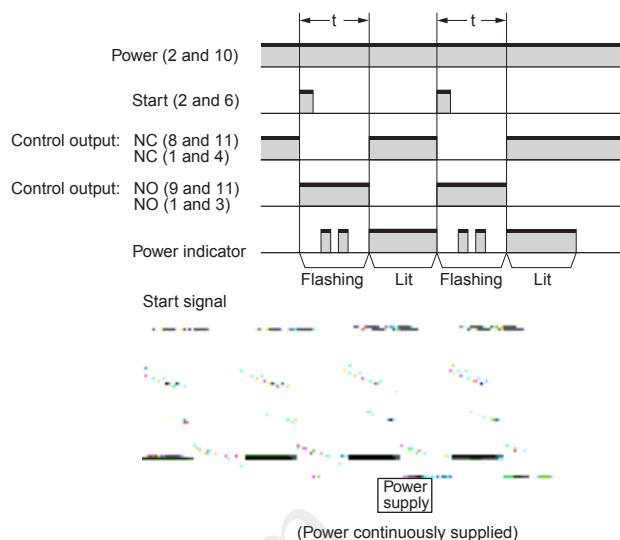 t t
Power (2 and 10)
Start (2 and 6)
Control output: NC (8 and 11)
NC (1 and 4)
Control output: NO (9 and 11)
NO (1 and 3)
Power indicator
Flashing Lit Flashing Lit
Start signal
Power
supply
(Power continuously supplied)